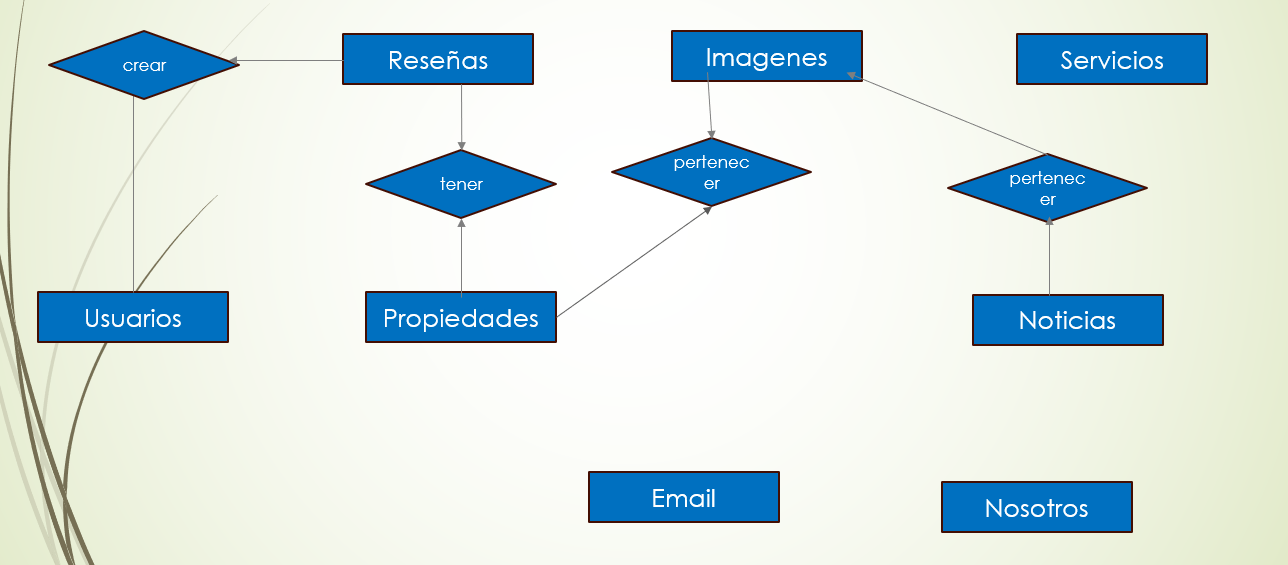 crear
Reseñas
Imagenes
Servicios
tener
pertenec
er
pertenec
er
Usuarios
Propiedades
Noticias
Email
Nosotros